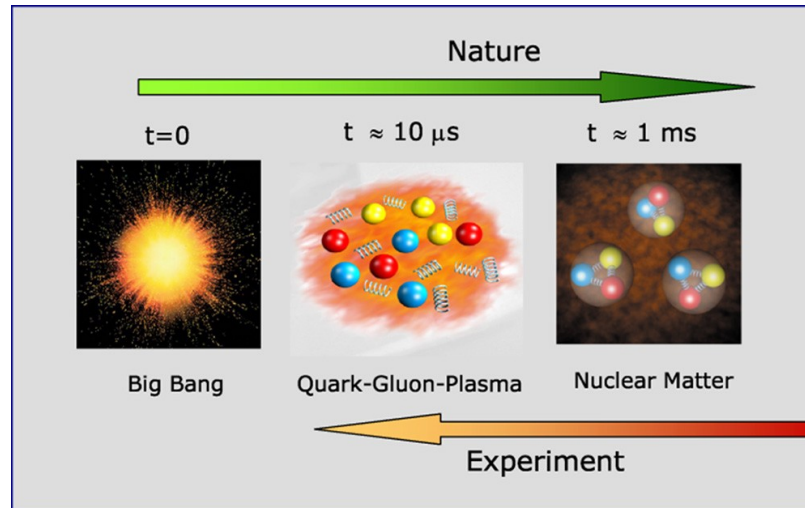 Nature
t=0
t ≈ 10 μs
t ≈ 1 ms
Big Bang
Quark-Gluon-Plasma
Nuclear Matter
Experiment